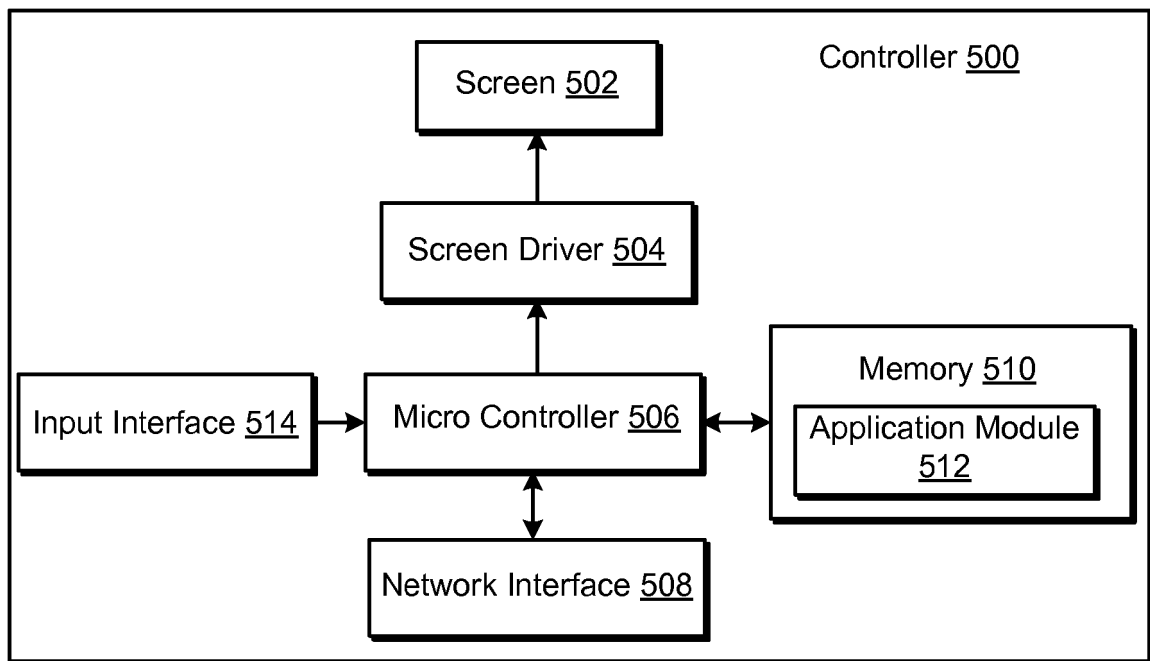 Controller 500
Screen 502
Screen Driver 504
Input Interface 514
Micro Controller 506
Memory 510
Application Module
512
Network Interface 508